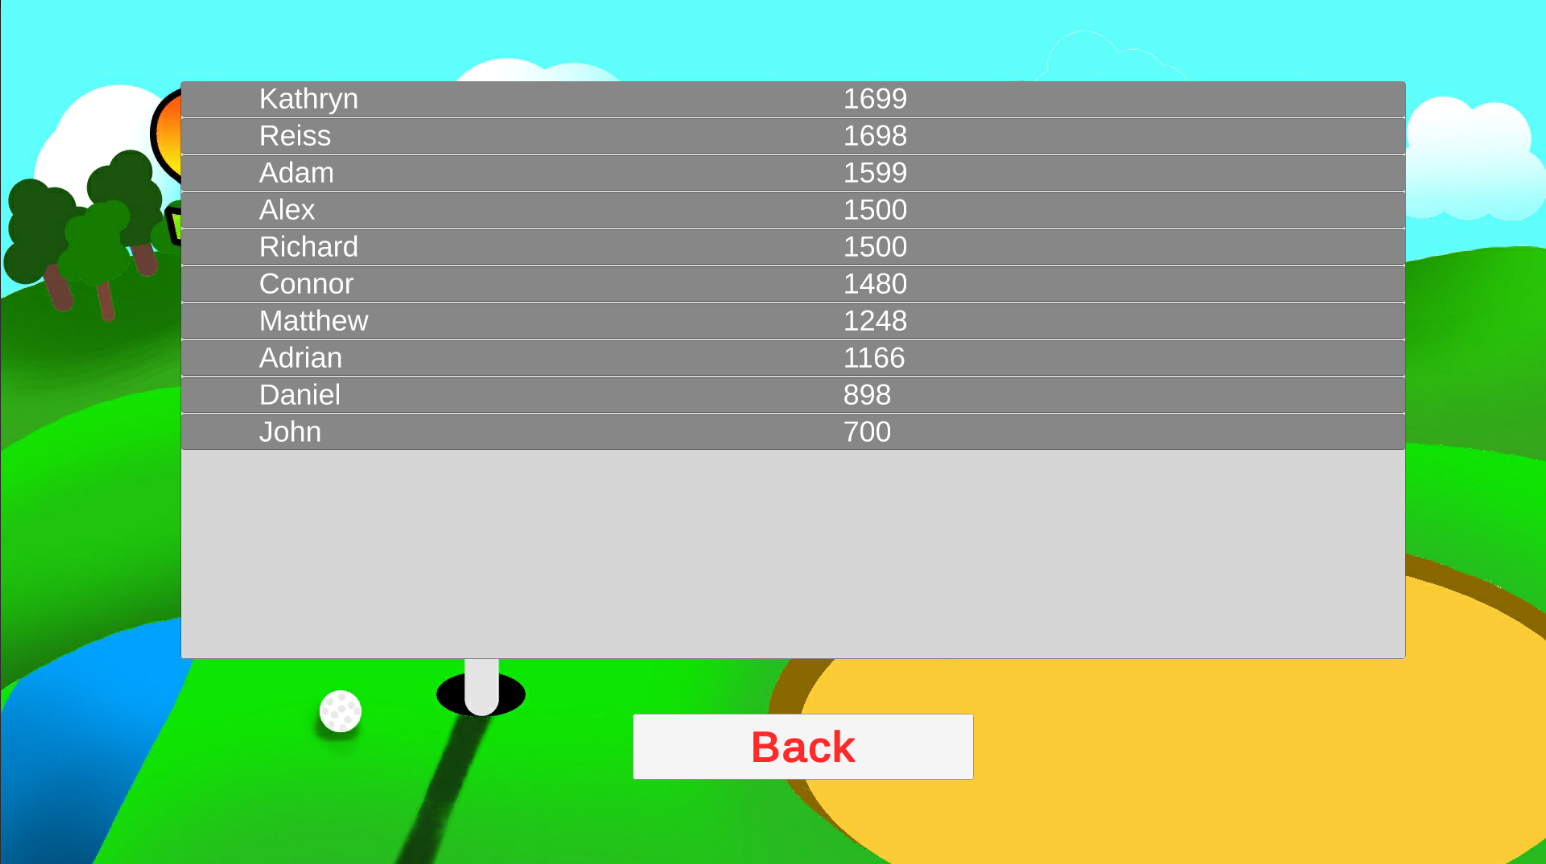 Kathryn 1699
Reiss 1698
Adam 1599
Alex 1500
Richard 1500
Connor 1480
Matthew 1248
Adrian 1166
Daniel 898
John 700
Back